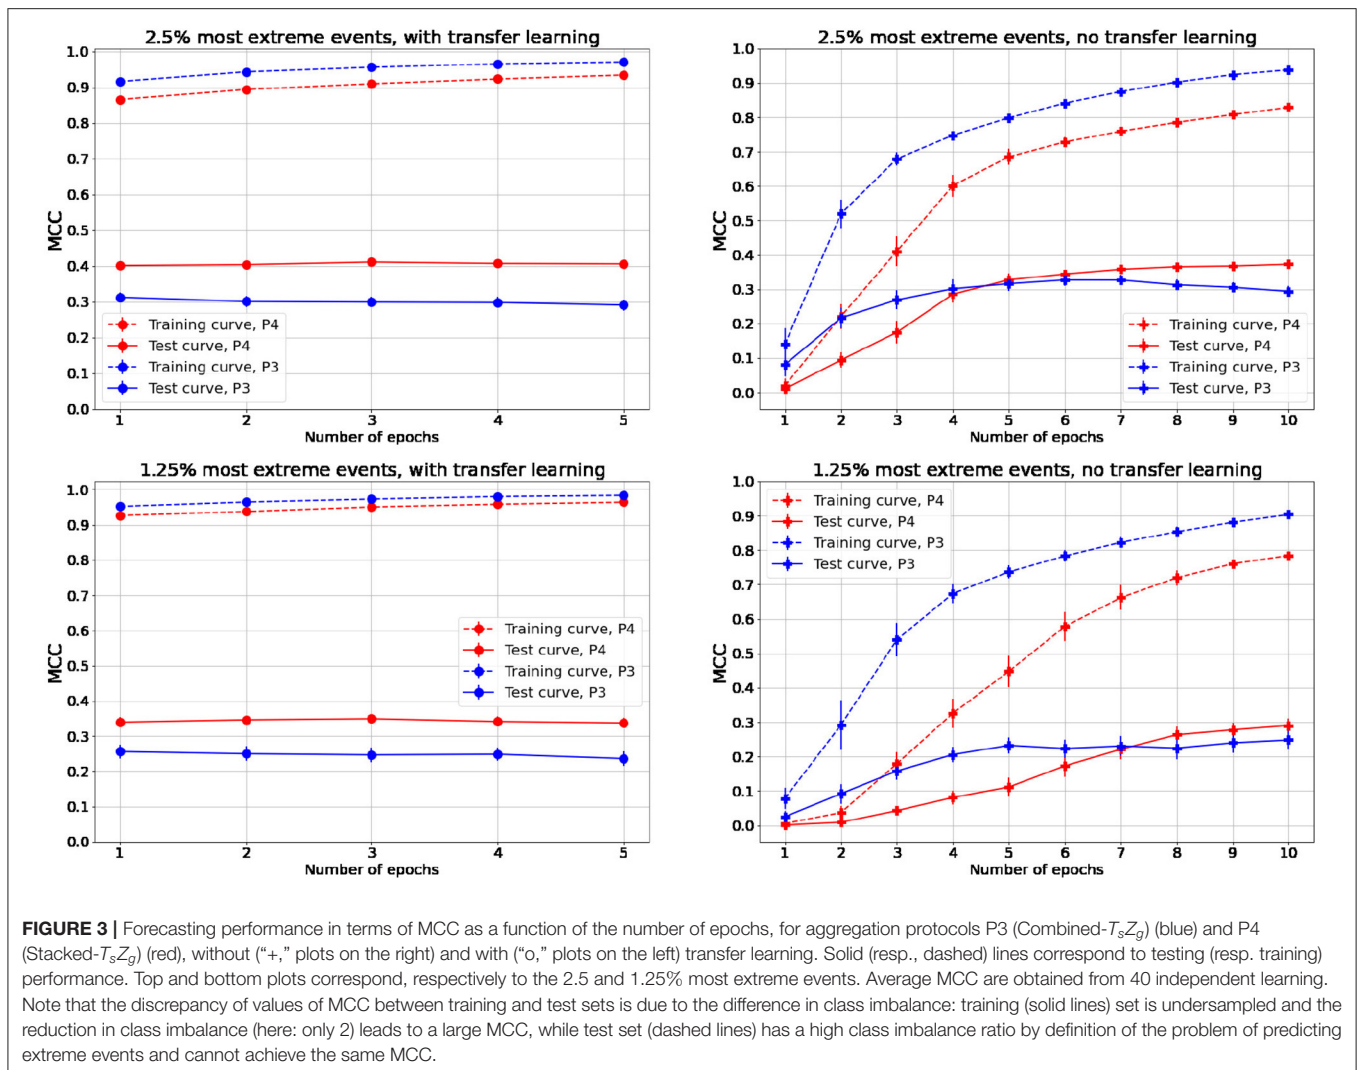 2.5% most extreme events, with transfer learning
1.0
0.9
0.8
0.7
0.6
0.5
0.4
0.3
0.2
0.1
0.0
MCC
Training curve, P4
Test curve, P4
Training curve, P3
Test curve, P3
1 2 3 4 5
Number of epochs
2.5% most extreme events, no transfer learning
1.0
0.9
0.8
0.7
0.6
0.5
0.4
0.3
0.2
0.1
0.0
MCC
Training curve, P4
Test curve, P4
Training curve, P3
Test curve, P3
1 2 3 4 5 6 7 8 9 10
Number of epochs
1.25% most extreme events, with transfer learning
1.0
0.9
0.8
0.7
0.6
0.5
0.4
0.3
0.2
0.1
0.0
MCC
Training curve, P4
Test curve, P4
Training curve, P3
Test curve, P3
1 2 3 4 5
Number of epochs
1.25% most extreme events, no transfer learning
1.0
0.9
0.8
0.7
0.6
0.5
0.4
0.3
0.2
0.1
0.0
MCC
Training curve, P4
Test curve, P4
Training curve, P3
Test curve, P3
1 2 3 4 5 6 7 8 9 10
Number of epochs
FIGURE 3 | Forecasting performance in terms of MCC as a function of the number of epochs, for aggregation protocols P3 (Combined-TsZg) (blue) and P4
(Stacked-TsZg) (red), without (“+,” plots on the right) and with (“o,” plots on the left) transfer learning. Solid (resp., dashed) lines correspond to testing (resp. training)
performance. Top and bottom plots correspond, respectively to the 2.5 and 1.25% most extreme events. Average MCC are obtained from 40 independent learning.
Note that the discrepancy of values of MCC between training and test sets is due to the difference in class imbalance: training (solid lines) set is undersampled and the
reduction in class imbalance (here: only 2) leads to a large MCC, while test set (dashed lines) has a high class imbalance ratio by definition of the problem of predicting
extreme events and cannot achieve the same MCC.